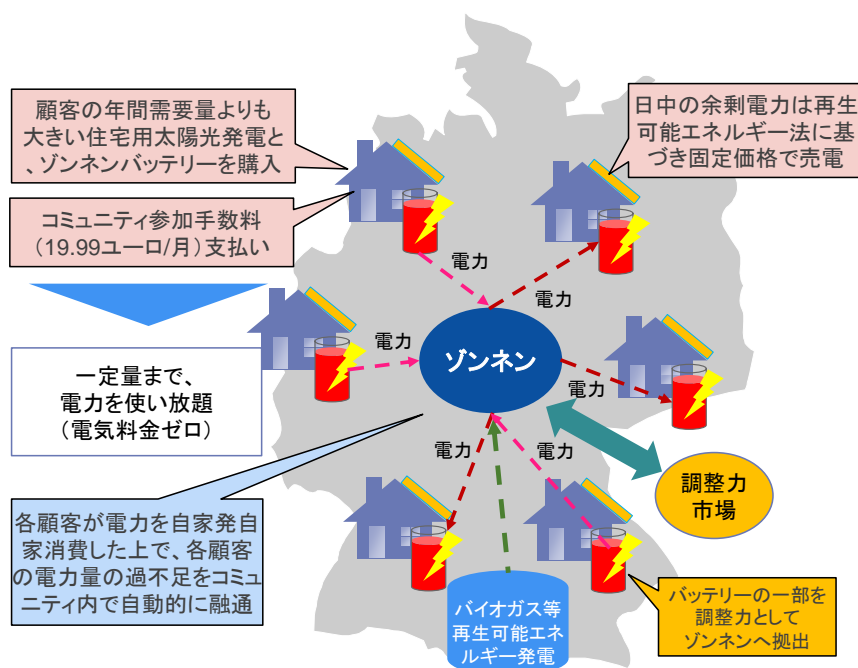 顧客の年間需要量よりも
大きい住宅用太陽光発電と
、ゾンネンバッテリーを購入
日中の余剰電力は再生
可能エネルギー法に基
づき固定価格で売電
コミュニティ参加手数料
（19.99ユーロ/月）支払い
電力
電力
一定量まで、
電力を使い放題
（電気料金ゼロ）
電力
ゾンネン
電力
電力
電力
調整力
市場
各顧客が電力を自家発自
家消費した上で、各顧客
の電力量の過不足をコミュ
ニティ内で自動的に融通
バイオガス等
再生可能エネ
ルギー発電
バッテリーの一部を
調整力として
ゾンネンへ拠出